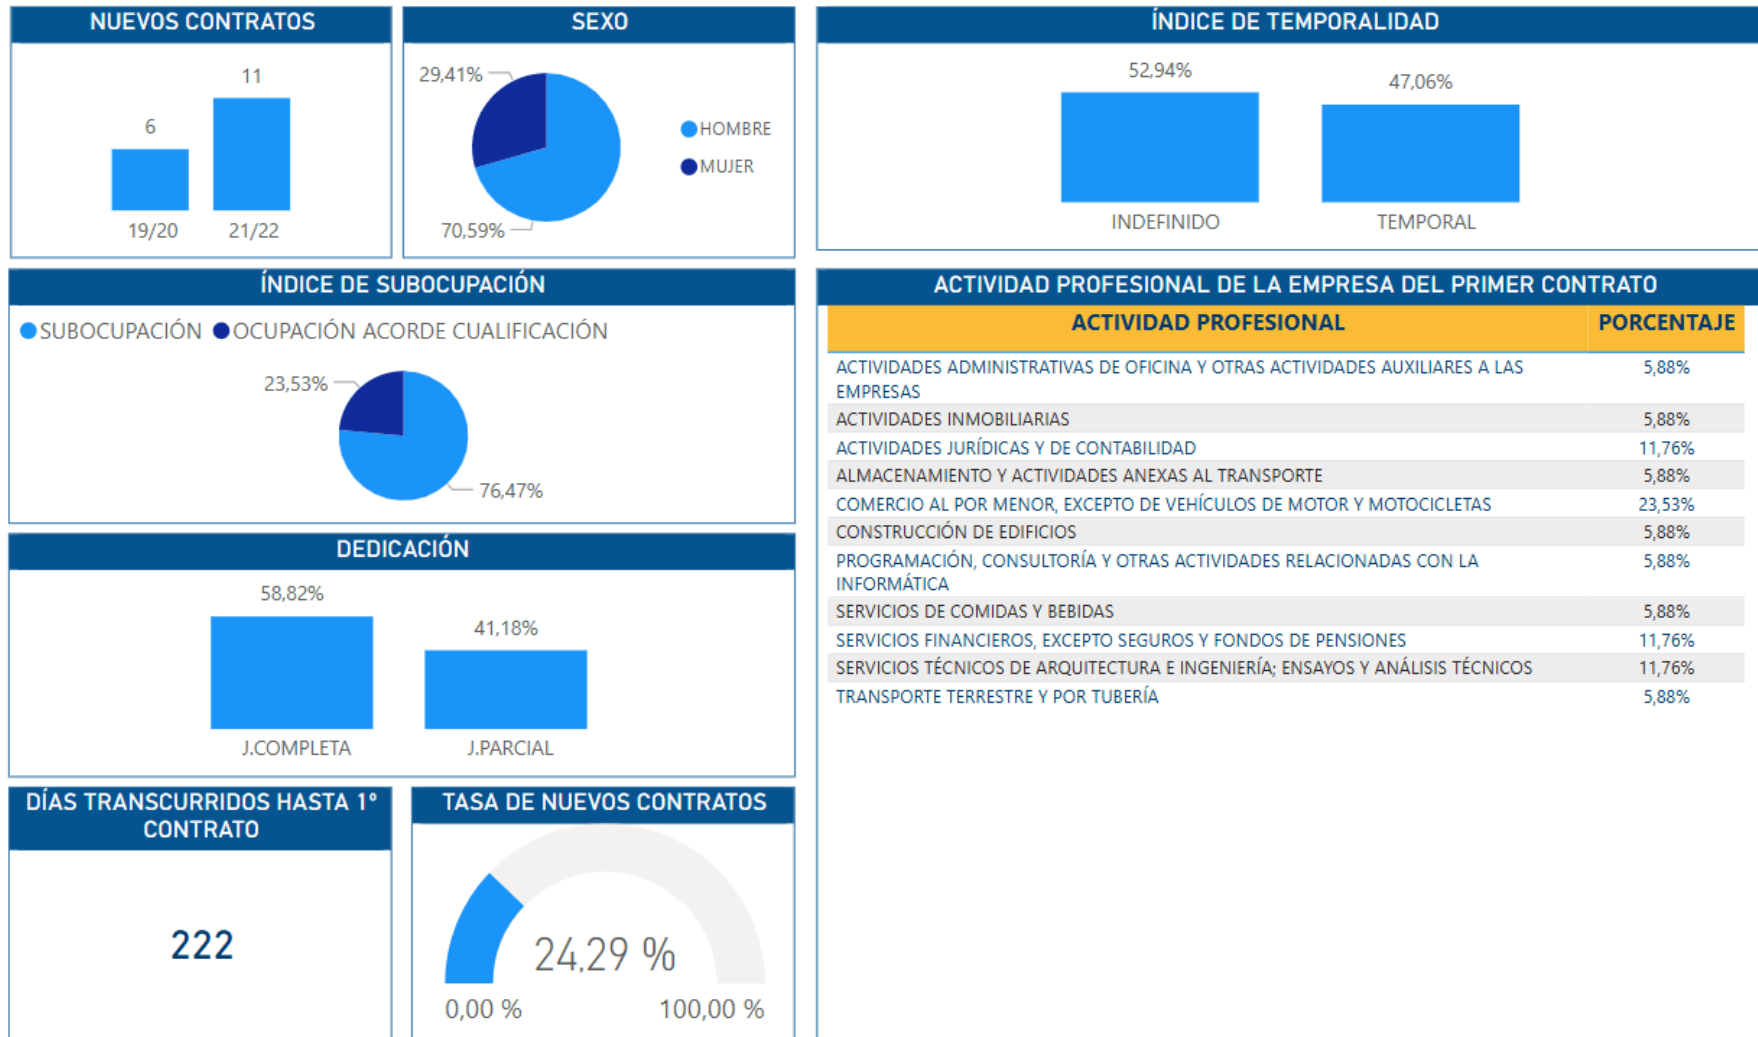 NUEVOS CONTRATOS
11
6
19/20
21/22
SEXO
29,41%
HOMBRE
MUJER
70,59%
ÍNDICE DE TEMPORALIDAD
52,94%
47,06%
INDEFINIDO
TEMPORAL
ÍNDICE DE SUBOCUPACIÓN
SUBOCUPACIÓN OCUPACIÓN ACORDE CUALIFICACIÓN
23,53%
76,47%
DEDICACIÓN
58,82%
41,18%
J.COMPLETA
J.PARCIAL
DÍAS TRANSCURRIDOS HASTA 1º
CONTRATO
222
TASA DE NUEVOS CONTRATOS
24,29 %
0,00 %
100,00 %
ACTIVIDAD PROFESIONAL DE LA EMPRESA DEL PRIMER CONTRATO
ACTIVIDAD PROFESIONAL PORCENTAJE
ACTIVIDADES ADMINISTRATIVAS DE OFICINA Y OTRAS ACTIVIDADES AUXILIARES A LAS 5,88%
EMPRESAS
ACTIVIDADES INMOBILIARIAS 5,88%
ACTIVIDADES JURÍDICAS Y DE CONTABILIDAD 11,76%
ALMACENAMIENTO Y ACTIVIDADES ANEXAS AL TRANSPORTE 5,88%
COMERCIO AL POR MENOR, EXCEPTO DE VEHÍCULOS DE MOTOR Y MOTOCICLETAS 23,53%
CONSTRUCCIÓN DE EDIFICIOS 5,88%
PROGRAMACIÓN, CONSULTORÍA Y OTRAS ACTIVIDADES RELACIONADAS CON LA 5,88%
INFORMÁTICA
SERVICIOS DE COMIDAS Y BEBIDAS 5,88%
SERVICIOS FINANCIEROS, EXCEPTO SEGUROS Y FONDOS DE PENSIONES 11,76%
SERVICIOS TÉCNICOS DE ARQUITECTURA E INGENIERÍA; ENSAYOS Y ANÁLISIS TÉCNICOS 11,76%
TRANSPORTE TERRESTRE Y POR TUBERÍA 5,88%